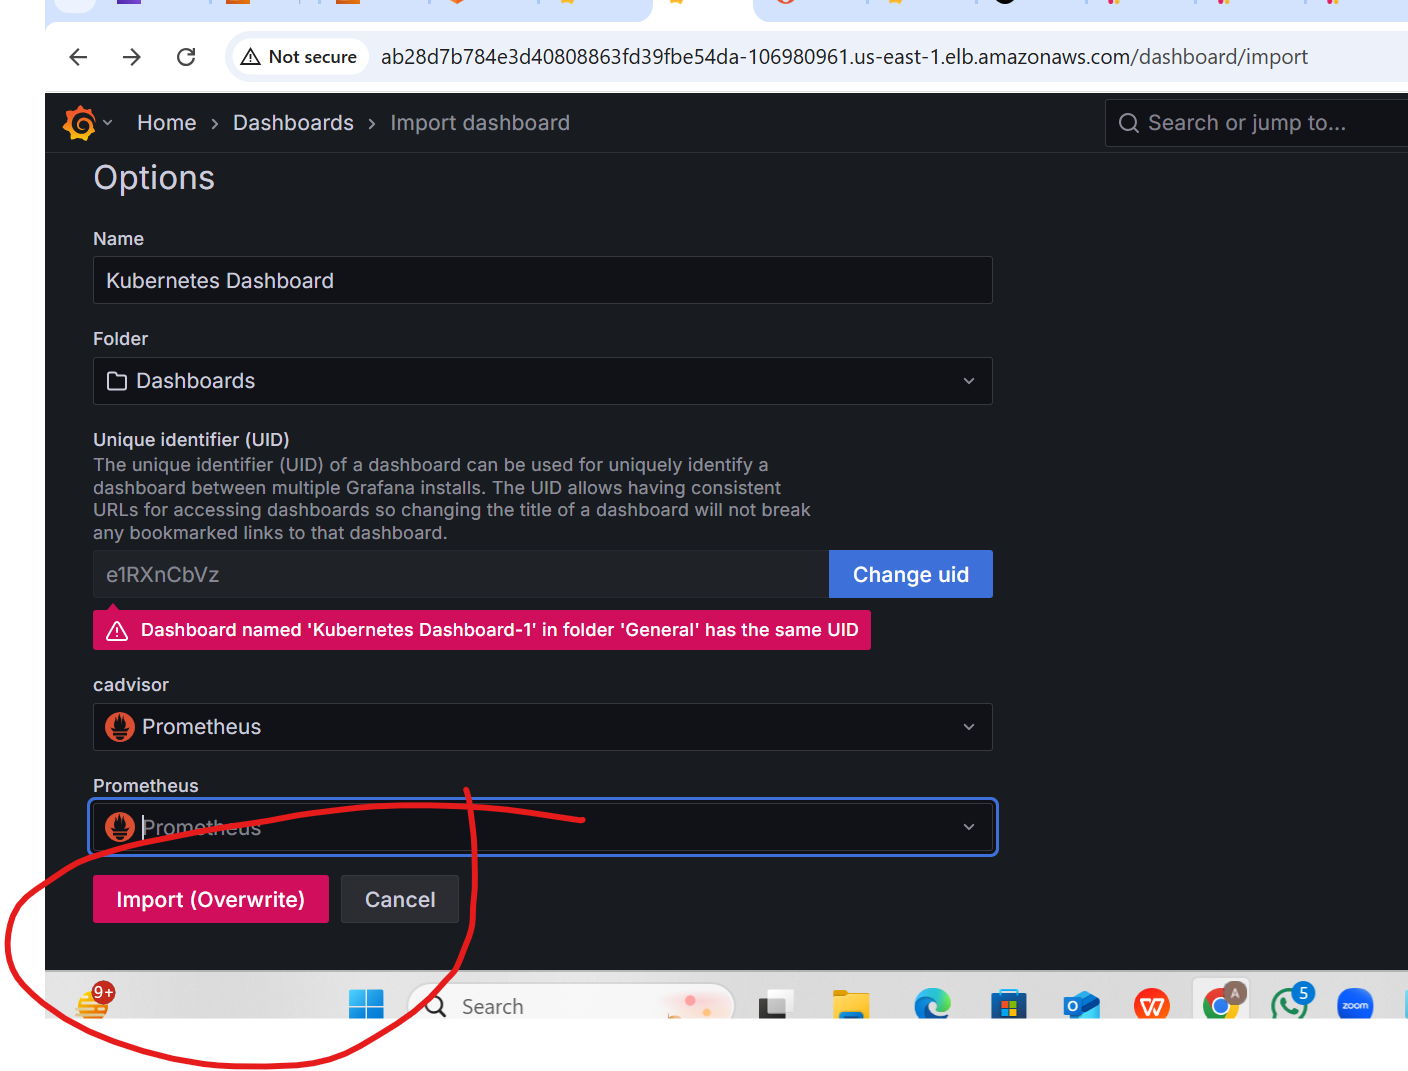 Not secure
ab28d7b784e3d40808863fd39fbe54da-106980961.us-east-1.elb.amazonaws.com/dashboard/import
Home › Dashboards › Import dashboard
Search or jump to...
Options
Name
Kubernetes Dashboard
Folder
Dashboards
Unique identifier (UID)
The unique identifier (UID) of a dashboard can be used for uniquely identify a
dashboard between multiple Grafana installs. The UID allows having consistent
URLs for accessing dashboards so changing the title of a dashboard will not break
any bookmarked links to that dashboard.
e1RXnCbVz
Change uid
Dashboard named 'Kubernetes Dashboard-1' in folder 'General' has the same UID
cadvisor
Prometheus
Prometheus
Prometheus
Import (Overwrite)
Cancel
9+
Search
A
5
zoom